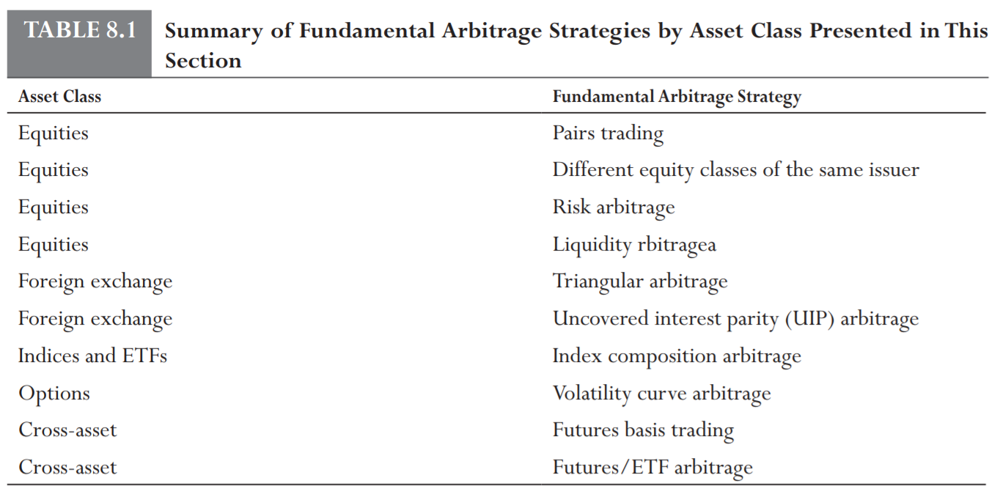 TABLE 8.1 Summary of Fundamental Arbitrage Strategies by Asset Class Presented in This
Section
Asset Class Fundamental Arbitrage Strategy
Equities Pairs trading
Equities Different equity classes of the same issuer
Equities Risk arbitrage
Equities Liquidity rbitragea
Foreign exchange Triangular arbitrage
Foreign exchange Uncovered interest parity (UIP) arbitrage
Indices and ETFs Index composition arbitrage
Options Volatility curve arbitrage
Cross-asset Futures basis trading
Cross-asset Futures/ETF arbitrage